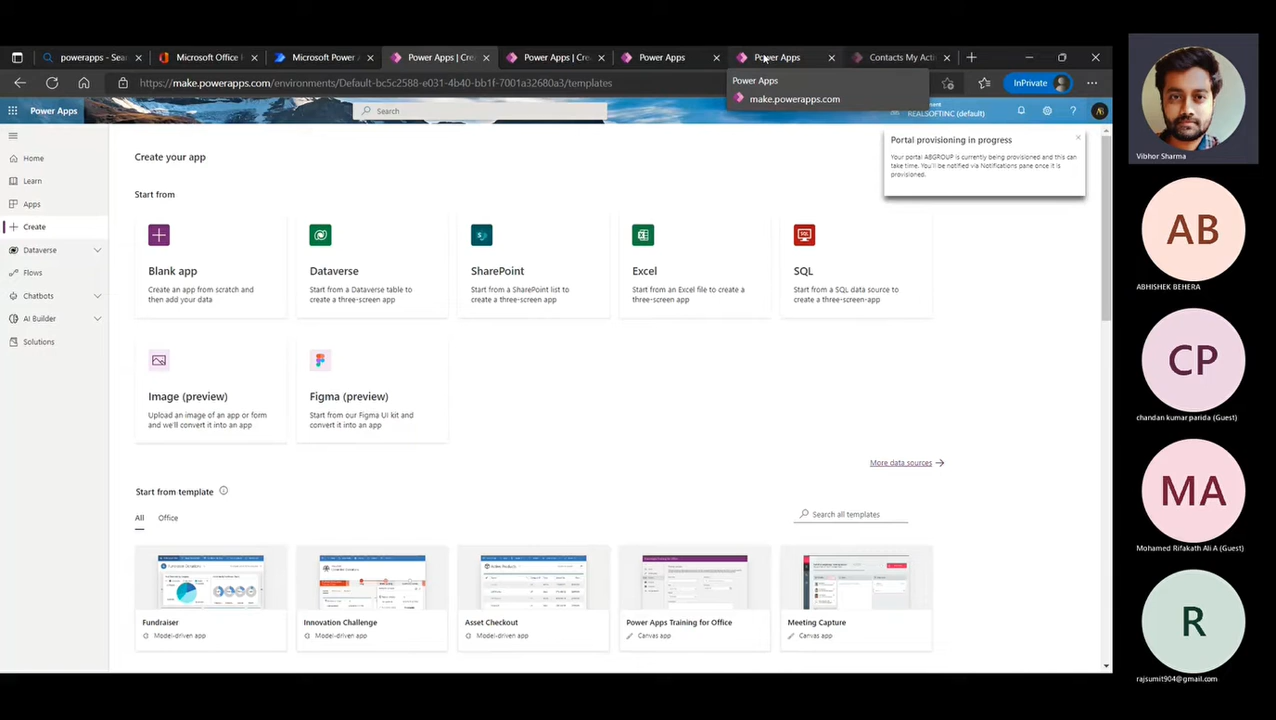 powerapps - Sea
Microsoft Office
Microsoft Power
Power Apps | Cre
Power Apps | Cre
Power Apps
Power Apps
Contacts My Acti
Power Apps
make.powerapps.com
https://make.powerapps.com/environments/Default-bc5c2588-e031-4b40-bb1f-7001a32680a3/templates
InPrivate
Power Apps
Search
REALSOFTINC (default)
Home
Learn
Apps
Create
Dataverse
Flows
Chatbots
AI Builder
Solutions
Create your app
Portal provisioning in progress
Your portal ABGROUP is currently being provisioned and this can
take time. You'll be notified via Notifications pane once it is
provisioned.
Start from
Blank app
Create an app from scratch and
then add your data
Dataverse
Start from a Dataverse table to
create a three-screen app
SharePoint
Start from a SharePoint list to
create a three-screen app
Excel
Start from an Excel file to create a
three-screen app
SQL
SQL
Start from a SQL data source to
create a three-screen-app
Image (preview)
Upload an image of an app or form
and we'll convert it into an app
Figma (preview)
Start from our Figma UI kit and
convert it into an app
More data sources
Start from template
All
Office
Search all templates
Fundraiser
Model-driven app
Innovation Challenge
Model-driven app
Asset Checkout
Model-driven app
Power Apps Training for Office
Canvas app
Meeting Capture
Canvas app
Vibhor Sharma
AB
ABHISHEK BEHERA
CP
chandan kumar parida (Guest)
MA
Mohamed Rifakath Ali A (Guest)
R
rajsumit904@gmail.com